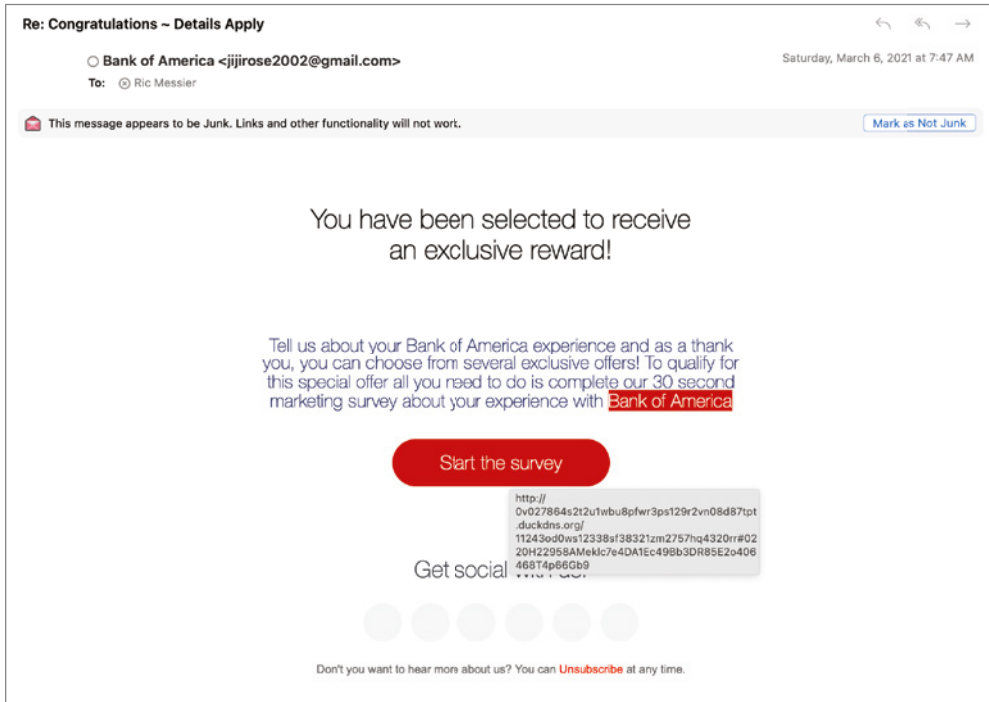 Re: Congratulations ~ Details Apply
Bank of America <jijirose2002@gmail.com>
Saturday, March 6, 2021 at 7:47 AM
To: Ric Messier
This message appears to be Junk. Links and other functionality will not work.
Mark as Not Junk
You have been selected to receive
an exclusive reward!
Tell us about your Bank of America experience and as a thank
you, you can choose from several exclusive offers! To qualify for
this special offer all you need to do is complete our 30 second
marketing survey about your experience with Bank of America
Start the survey
http://
0v027864s2t2u1wbu8pfwr3ps129r2vn08d87tpt
.duckdns.org/
11243od0ws12338sf38321zm2757hq4320rr#02
20H22958AMeklc7e4DA1Ec49Bb3DR85E2o406
468T4p66Gb9
Get social with us!
Don't you want to hear more about us? You can Unsubscribe at any time.